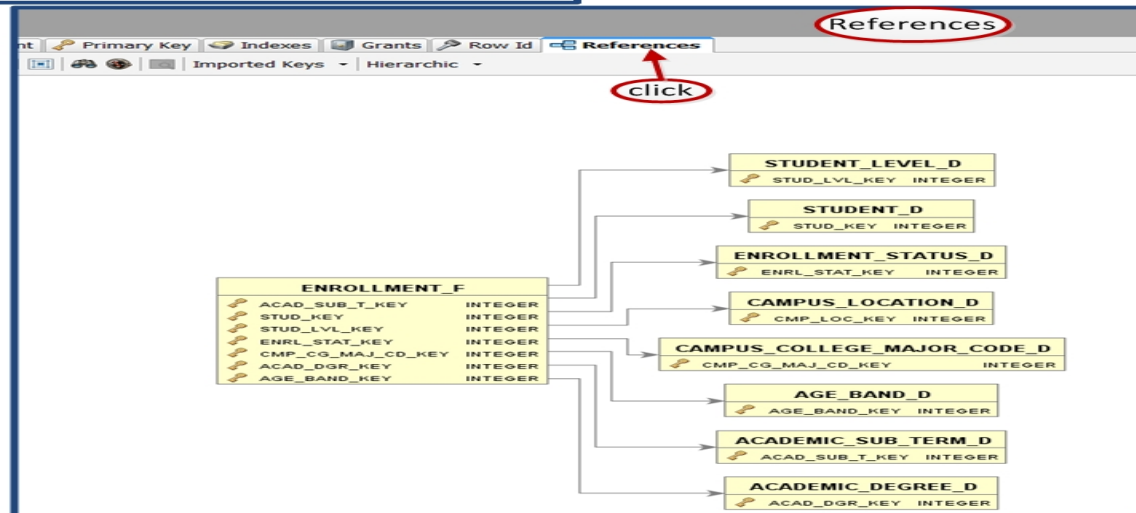 References
nt Primary Key Indexes Grants Row Id References
Imported Keys Hierarchic
click
STUDENT_LEVEL_D
STUD_LVL_KEY INTEGER
STUDENT_D
STUD_KEY INTEGER
ENROLLMENT_STATUS_D
ENRL_STAT_KEY INTEGER
ENROLLMENT_F
ACAD_SUB_T_KEY INTEGER
STUD_KEY INTEGER
STUD_LVL_KEY INTEGER
ENRL_STAT_KEY INTEGER
CMP_CG_MAJ_CD_KEY INTEGER
ACAD_DGR_KEY INTEGER
AGE_BAND_KEY INTEGER
CAMPUS_LOCATION_D
CMP_LOC_KEY INTEGER
CAMPUS_COLLEGE_MAJOR_CODE_D
CMP_CG_MAJ_CD_KEY INTEGER
AGE_BAND_D
AGE_BAND_KEY INTEGER
ACADEMIC_SUB_TERM_D
ACAD_SUB_T_KEY INTEGER
ACADEMIC_DEGREE_D
ACAD_DGR_KEY INTEGER